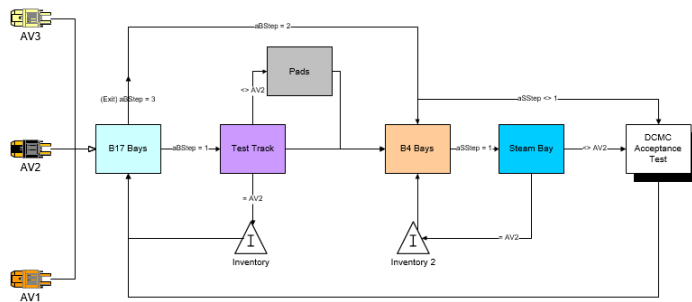 AV3
aBStep = 2
Pads
(Exit) aBStep = 3
<> AV2
aSStep <> 1
AV2
B17 Bays
aBStep = 1
Test Track
B4 Bays
aSStep = 1
Steam Bay
<> AV2
DCMC
Acceptance
Test
= AV2
I
Inventory
I
Inventory 2
= AV2
AV1